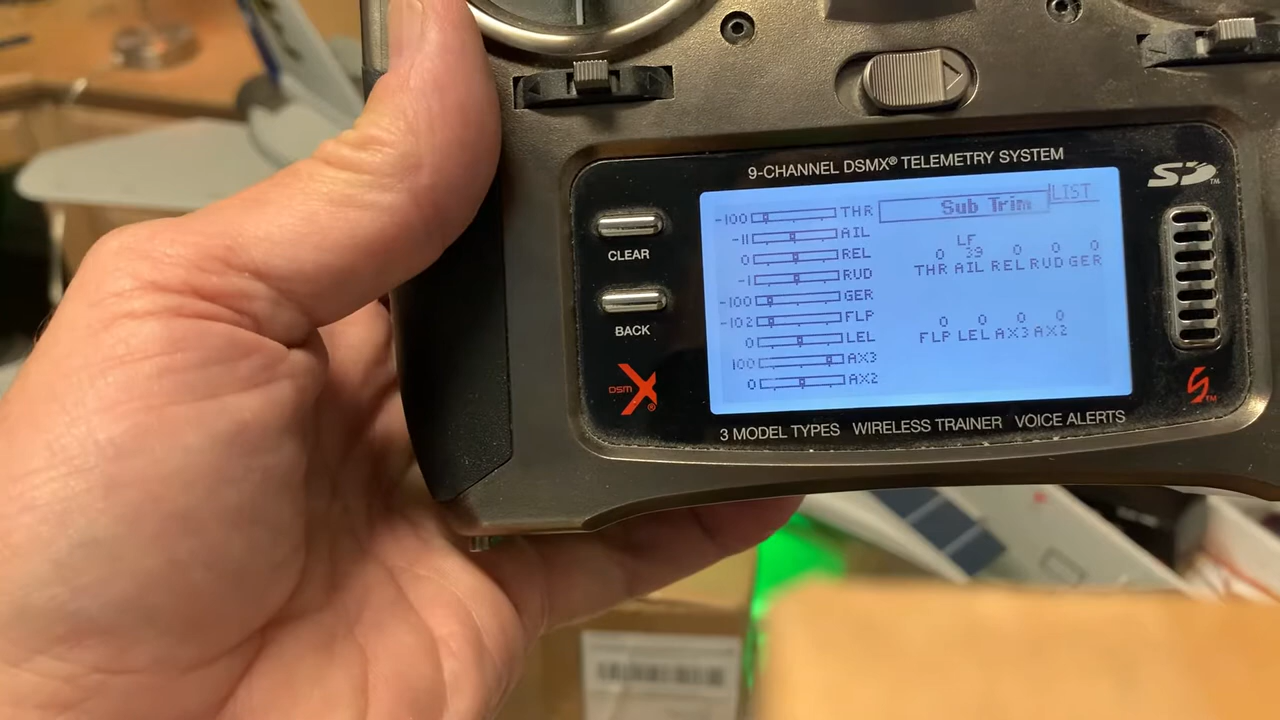 9-CHANNEL DSMX® TELEMETRY SYSTEM
SD™
CLEAR
BACK
DSM X®
-100 THR
-11 AIL
0 REL
-1 RUD
-100 GER
-102 FLP
0 LEL
100 AX3
0 AX2
Sub Trim
LIST
LF
0 39 0 0 0
THR AIL REL RUD GER
0 0 0 0
FLP LEL AX3 AX2
3 MODEL TYPES WIRELESS TRAINER VOICE ALERTS